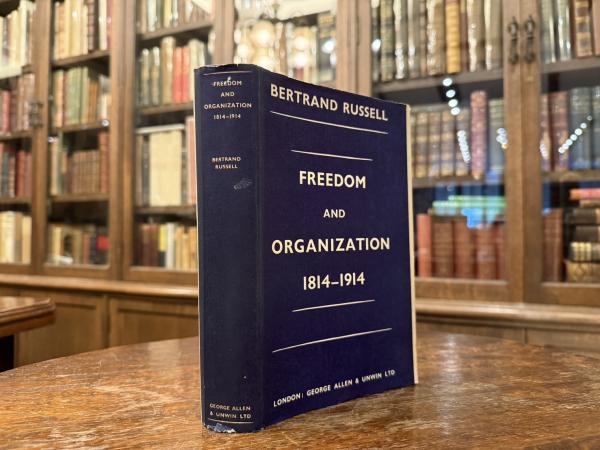 FREEDOM
AND
ORGANIZATION
1814-1914
BERTRAND
RUSSELL
GEORGE ALLEN
& UNWIN LTD
BERTRAND RUSSELL
FREEDOM
AND
ORGANIZATION
1814-1914
LONDON: GEORGE ALLEN & UNWIN LTD